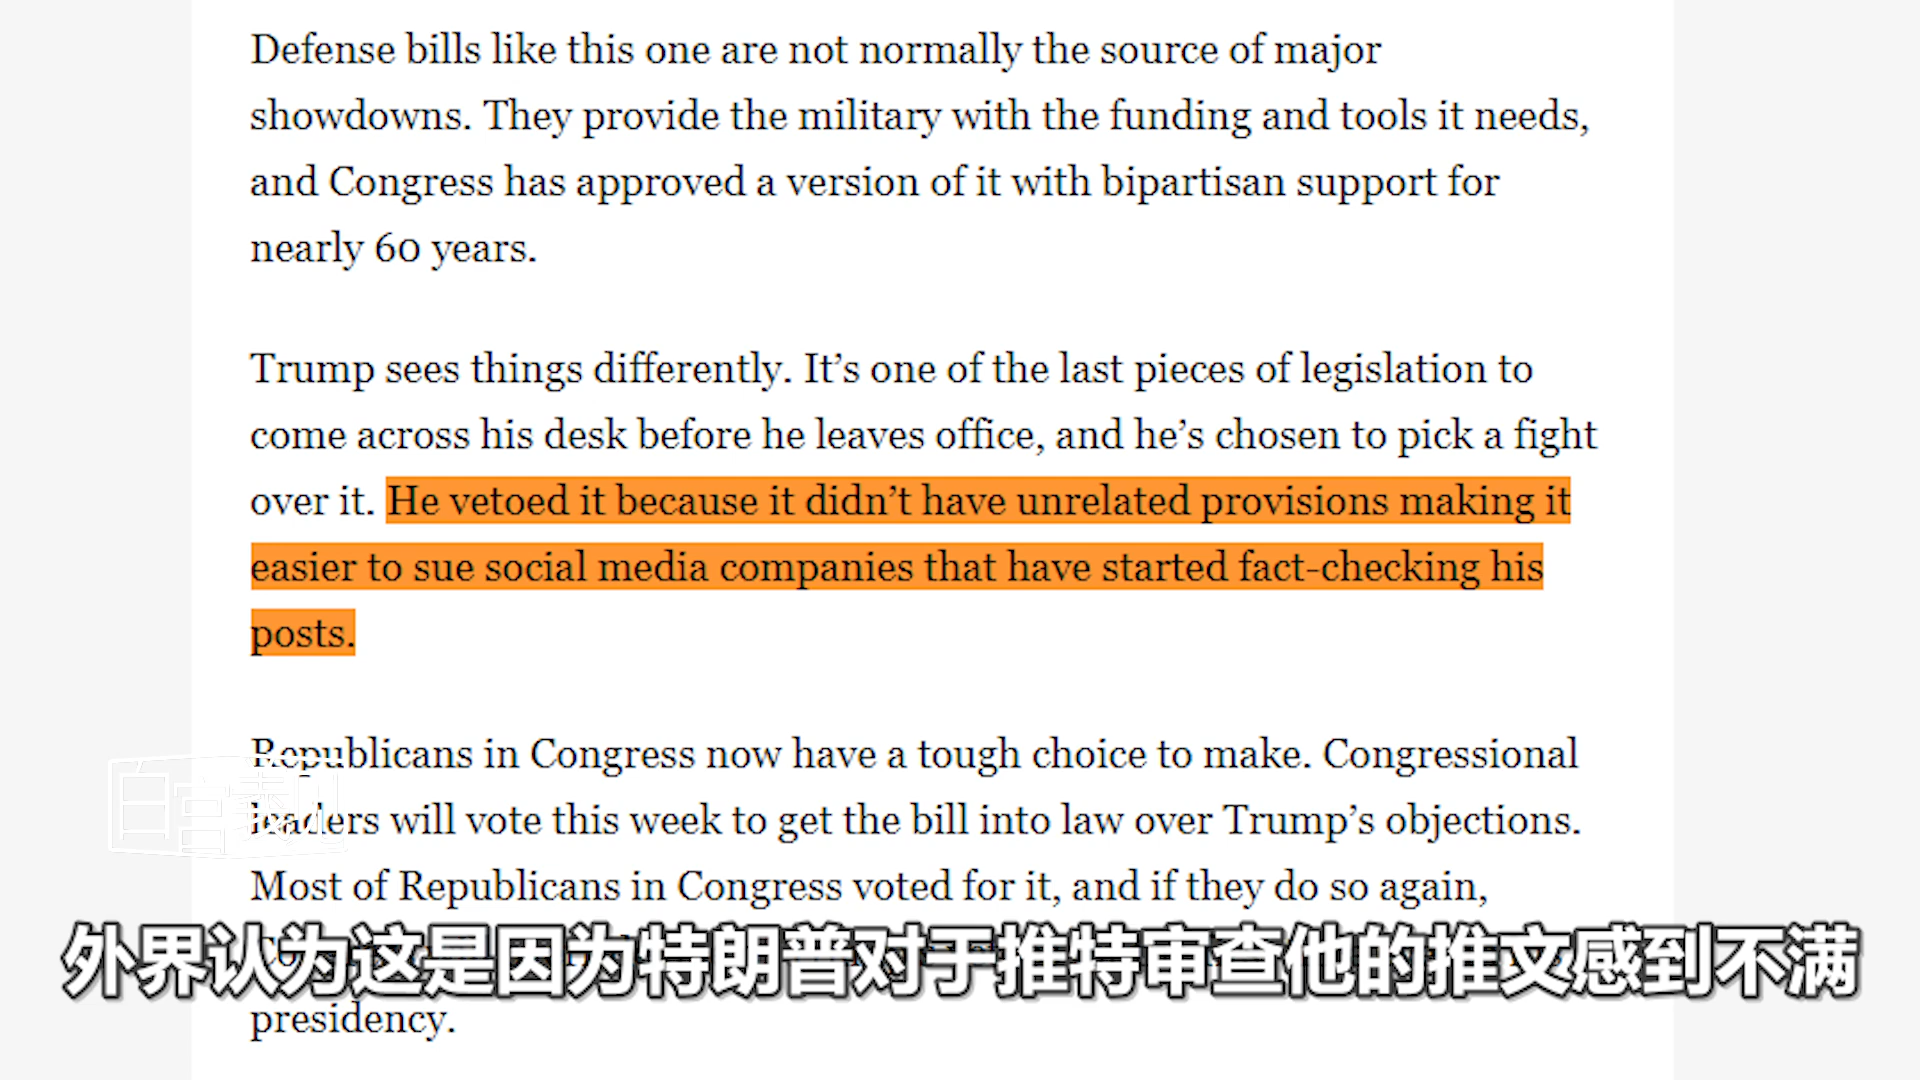 Defense bills like this one are not normally the source of major
showdowns. They provide the military with the funding and tools it needs,
and Congress has approved a version of it with bipartisan support for
nearly 60 years.
Trump sees things differently. It’s one of the last pieces of legislation to
come across his desk before he leaves office, and he’s chosen to pick a fight
over it. He vetoed it because it didn’t have unrelated provisions making it
easier to sue social media companies that have started fact-checking his
posts.
Republicans in Congress now have a tough choice to make. Congressional
leaders will vote this week to get the bill into law over Trump’s objections.
Most of Republicans in Congress voted for it, and if they do so again,
外界认为这是因为特朗普对于推特审查他的推文感到不满
presidency.